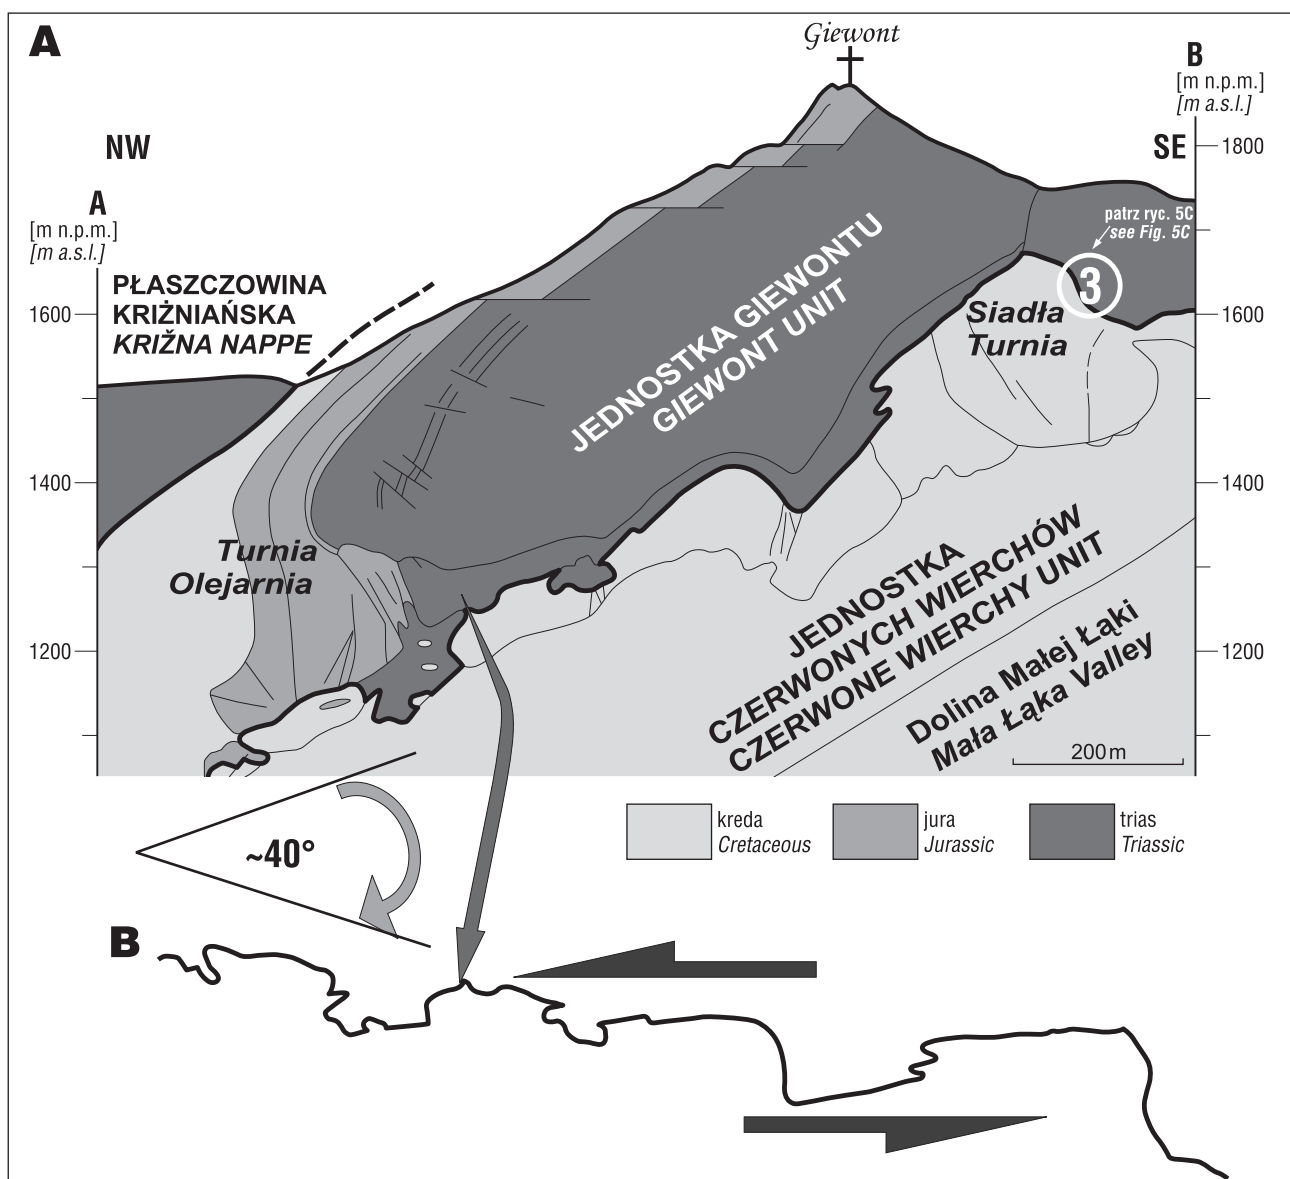 A
Giewont
B
[m n.p.m.]
[m a.s.l.]
NW
SE
1800
A
[m n.p.m.]
[m a.s.l.]
patrz ryc. 5C
see Fig. 5C
PŁASZCZOWINA
KRIŻNIAŃSKA
KRIŽNA NAPPE
3
1600
1600
Siadła
Turnia
JEDNOSTKA GIEWONTU
GIEWONT UNIT
1400
1400
Turnia
Olejarnia
JEDNOSTKA
CZERWONYCH WIERCHÓW
CZERWONE WIERCHY UNIT
1200
1200
Dolina Małej Łąki
Mała Łąka Valley
200 m
~40°
kreda
Cretaceous
jura
Jurassic
trias
Triassic
B